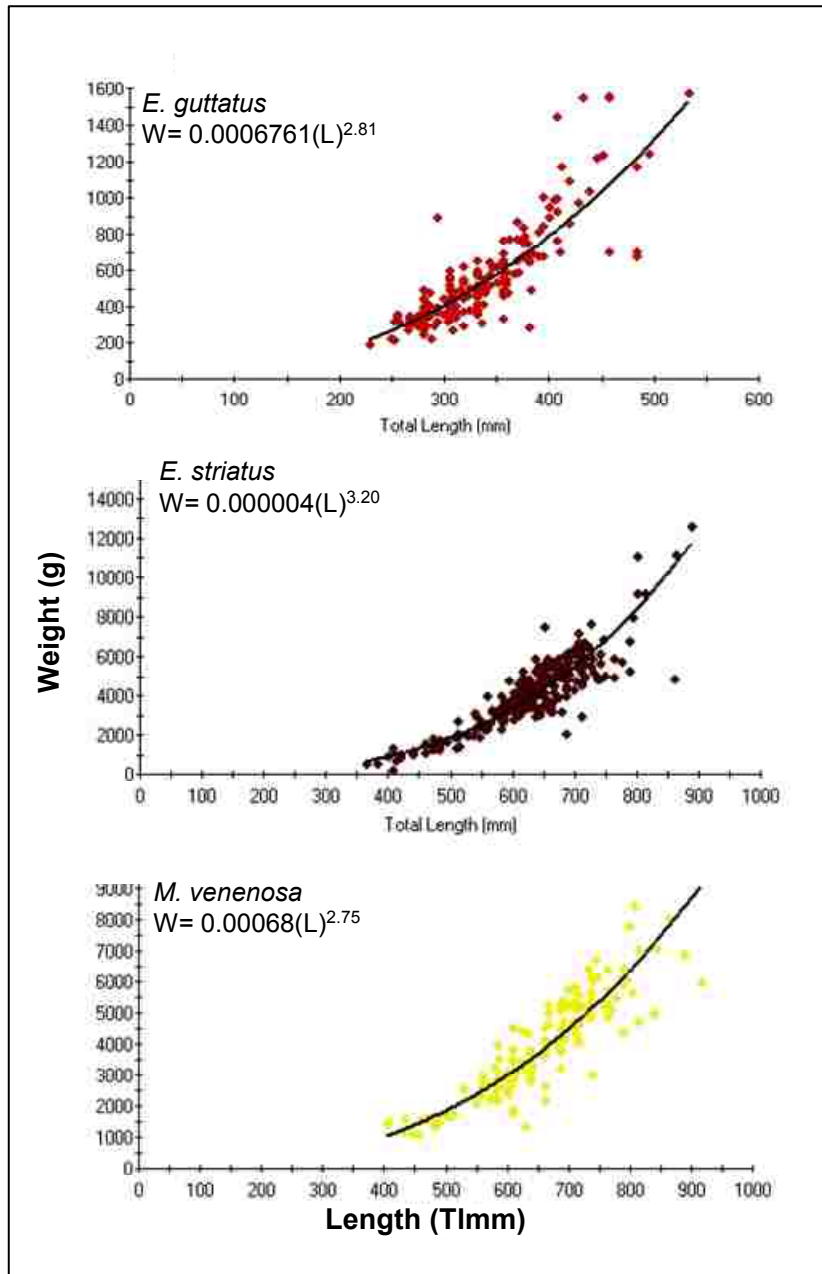 E. guttatus
W= 0.0006761(L)2.81
1600
1400
1200
1000
800
600
400
200
0
0 100 200 300 400 500 600
Total Length (mm)
E. striatus
W= 0.000004(L)3.20
14000
12000
10000
8000
6000
4000
2000
0
0 100 200 300 400 500 600 700 800 900 1000
Total Length (mm)
Weight (g)
M. venenosa
W= 0.00068(L)2.75
9000
8000
7000
6000
5000
4000
3000
2000
1000
0
0 100 200 300 400 500 600 700 800 900 1000
Length (Tlmm)